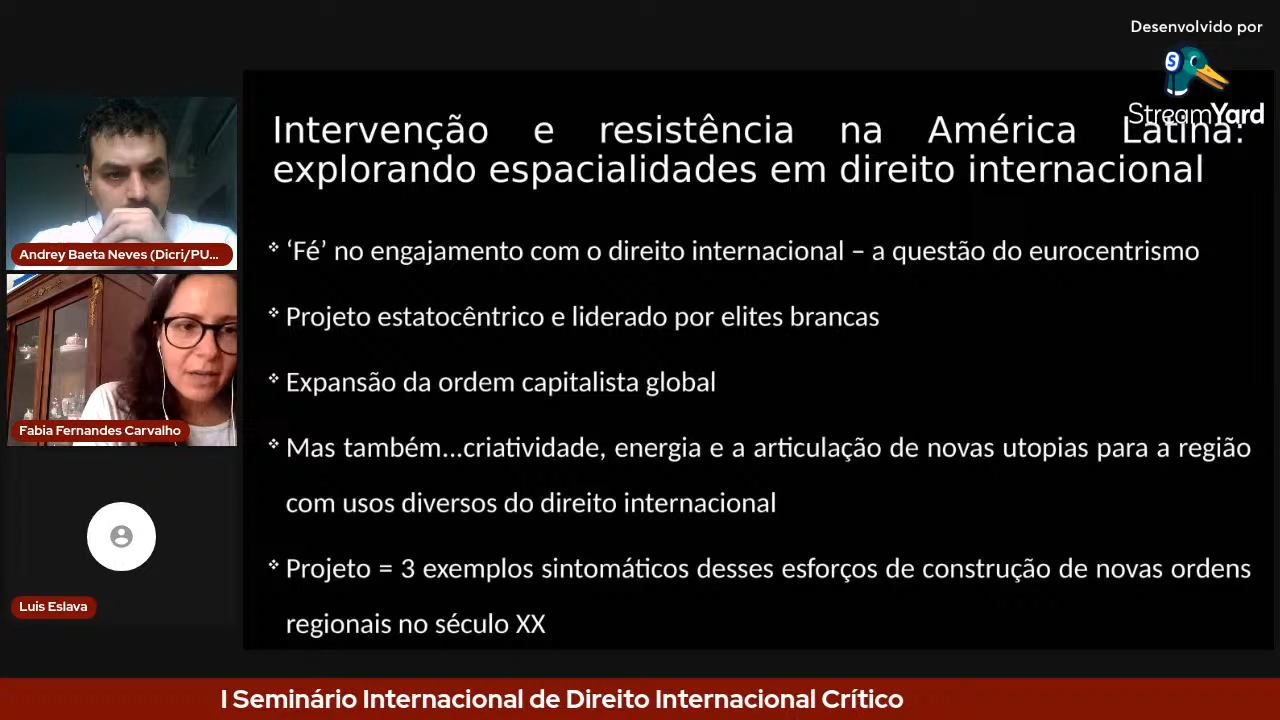 Desenvolvido por
StreamYard
Intervenção e resistência na América Latina:
explorando espacialidades em direito internacional
‘Fé’ no engajamento com o direito internacional – a questão do eurocentrismo
Projeto estatocêntrico e liderado por elites brancas
Expansão da ordem capitalista global
Mas também...criatividade, energia e a articulação de novas utopias para a região
com usos diversos do direito internacional
Projeto = 3 exemplos sintomáticos desses esforços de construção de novas ordens
regionais no século XX
Andrey Baeta Neves (Dicri/PU...
Fabia Fernandes Carvalho
Luis Eslava
I Seminário Internacional de Direito Internacional Crítico